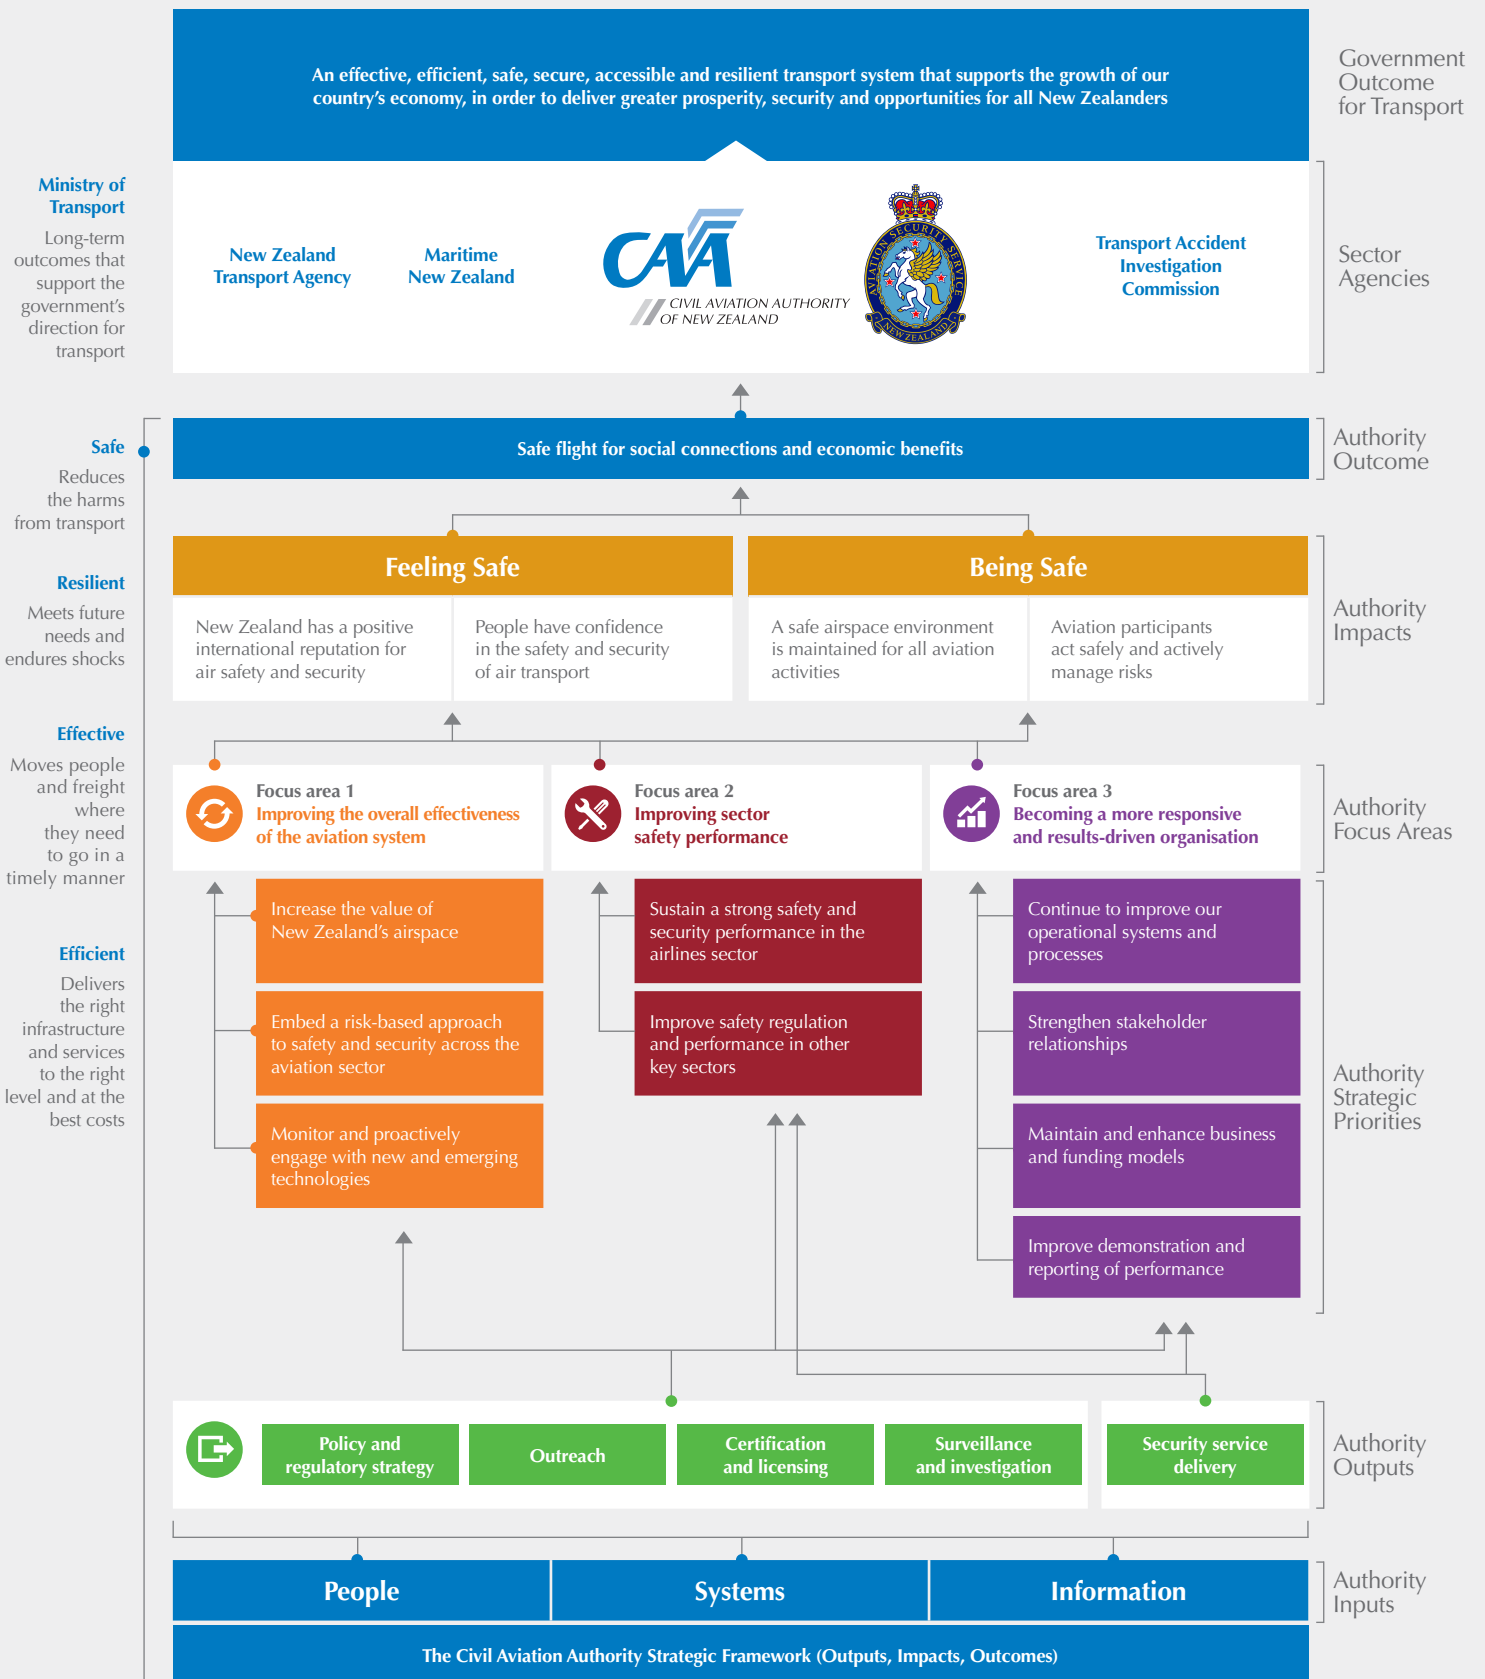 An effective, efficient, safe, secure, accessible and resilient transport system that supports the growth of our
country's economy, in order to deliver greater prosperity, security and opportunities for all New Zealanders
Government
Outcome
for Transport
Ministry of
Transport
Long-term
outcomes that
support the
government's
direction for
transport
New Zealand
Transport Agency
Maritime
New Zealand
CAA
CIVIL AVIATION AUTHORITY
OF NEW ZEALAND
AVIATION SECURITY SERVICE
NEW ZEALAND
Transport Accident
Investigation
Commission
Sector
Agencies
Safe
Reduces
the harms
from transport
Resilient
Meets future
needs and
endures shocks
Effective
Moves people
and freight
where
they need
to go in a
timely manner
Efficient
Delivers
the right
infrastructure
and services
to the right
level and at the
best costs
Safe flight for social connections and economic benefits
Authority
Outcome
Feeling Safe
New Zealand has a positive
international reputation for
air safety and security
People have confidence
in the safety and security
of air transport
Being Safe
A safe airspace environment
is maintained for all aviation
activities
Aviation participants
act safely and actively
manage risks
Authority
Impacts
Focus area 1
Improving the overall effectiveness
of the aviation system
Focus area 2
Improving sector
safety performance
Focus area 3
Becoming a more responsive
and results-driven organisation
Authority
Focus Areas
Increase the value of
New Zealand's airspace
Embed a risk-based approach
to safety and security across the
aviation sector
Monitor and proactively
engage with new and emerging
technologies
Sustain a strong safety and
security performance in the
airlines sector
Improve safety regulation
and performance in other
key sectors
Continue to improve our
operational systems and
processes
Strengthen stakeholder
relationships
Maintain and enhance business
and funding models
Improve demonstration and
reporting of performance
Authority
Strategic
Priorities
Policy and
regulatory strategy
Outreach
Certification
and licensing
Surveillance
and investigation
Security service
delivery
Authority
Outputs
People
Systems
Information
Authority
Inputs
The Civil Aviation Authority Strategic Framework (Outputs, Impacts, Outcomes)